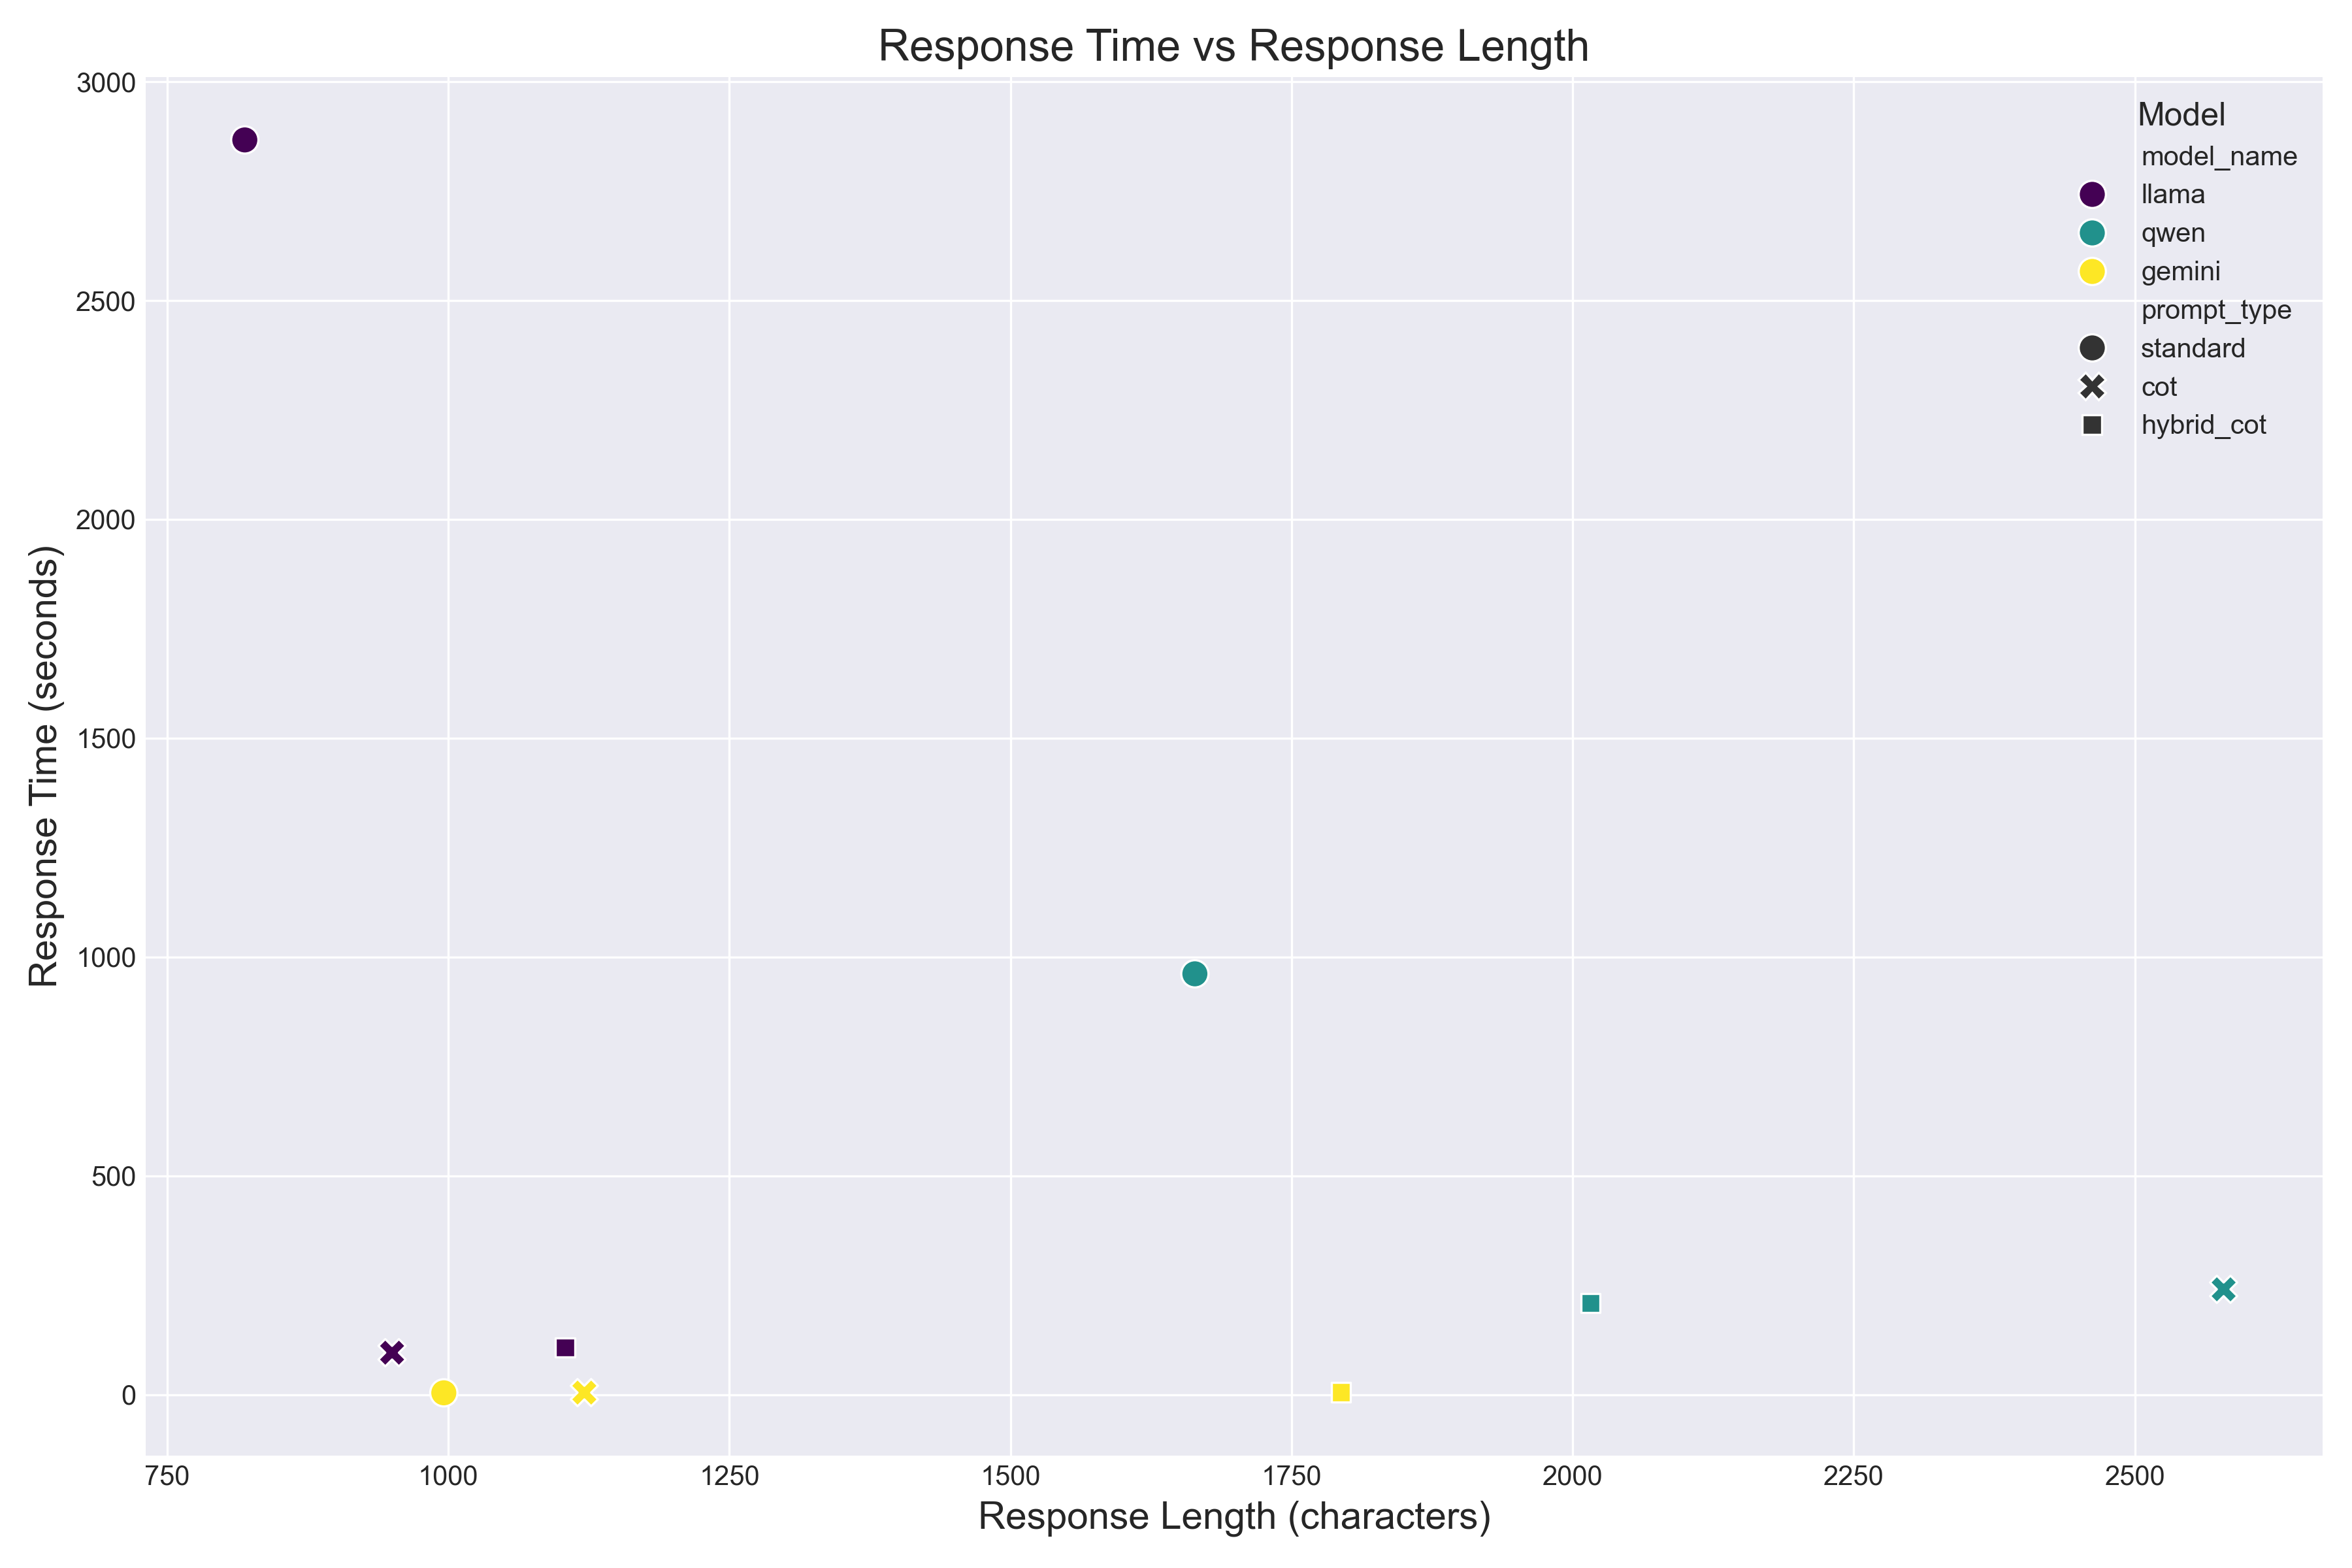 Response Time vs Response Length
3000
2500
2000
1500
1000
500
0
Response Time (seconds)
Model
model_name
llama
qwen
gemini
prompt_type
standard
cot
hybrid_cot
750 1000 1250 1500 1750 2000 2250 2500
Response Length (characters)